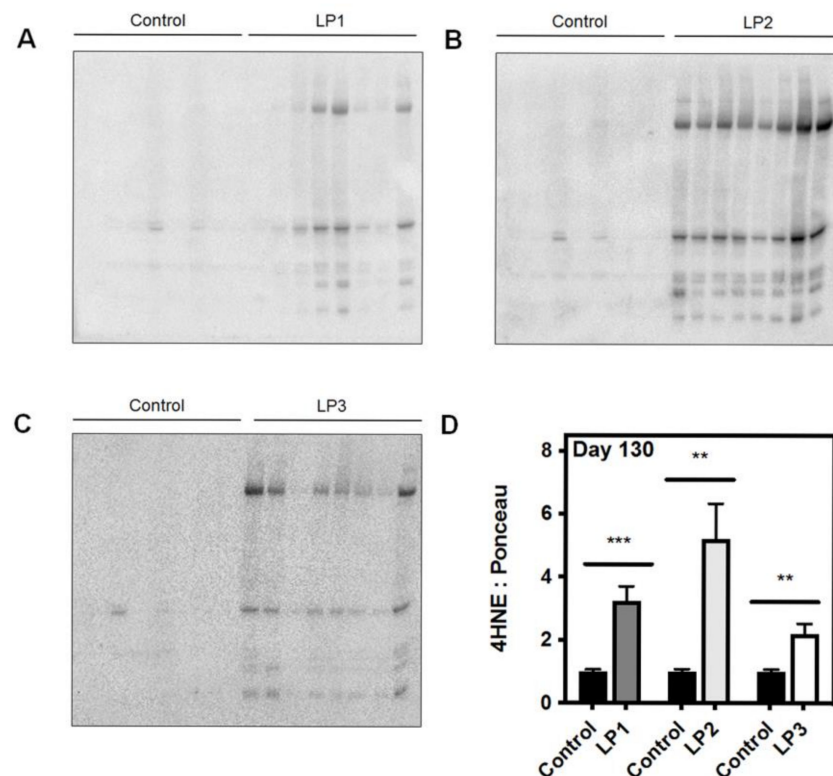 A
Control
LP1
B
Control
LP2
C
Control
LP3
D
Day 130
4HNE : Ponceau
8
6
4
2
0
***
**
**
Control
LP1
Control
LP2
Control
LP3